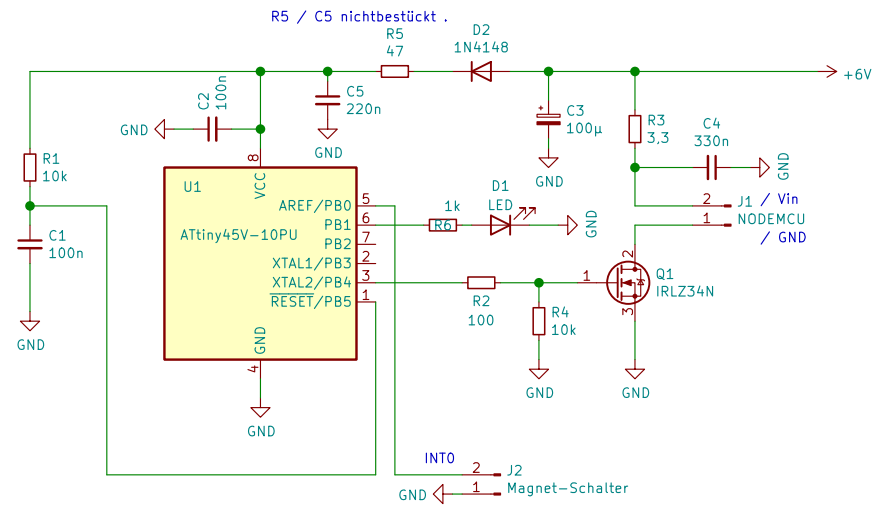 R5 / C5 nichtbestückt .
R5
47
D2
1N4148
+6V
C2
100n
GND
C5
220n
GND
C3
100µ
GND
R3
3,3
C4
330n
GND
R1
10k
C1
100n
GND
U1
ATtiny45V-10PU
8
VCC
AREF/PB0
5
PB1
6
PB2
7
XTAL1/PB3
2
XTAL2/PB4
3
RESET/PB5
1
GND
4
GND
1k
R6
D1
LED
GND
2
J1
/ Vin
1
NODEMCU
/ GND
R2
100
R4
10k
GND
1
2
3
Q1
IRLZ34N
GND
INT0
2
J2
GND
1
Magnet-Schalter